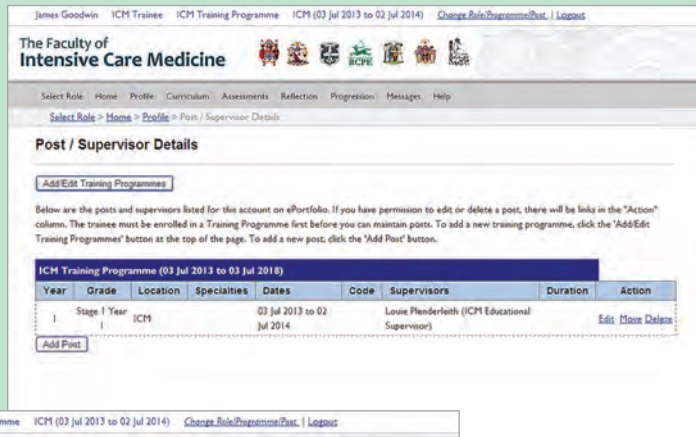 James Goodwin ICM Trainee ICM Training Programme ICM (03 Jul 2013 to 02 Jul 2014) Change Role/Programme/Post | Logout
The Faculty of
Intensive Care Medicine
RCPE
Select Role Home Profile Curriculum Assessments Reflection Progression Messages Help
Select Role > Home > Profile > Post / Supervisor Details
Post / Supervisor Details
Add/Edit Training Programmes
Below are the posts and supervisors listed for this account on ePortfolio. If you have permission to edit or delete a post, there will be links in the "Action"
column. The trainee must be enrolled in a Training Programme first before you can maintain posts. To add a new training programme, click the 'Add/Edit
Training Programmes' button at the top of the page. To add a new post, click the 'Add Post' button.
ICM Training Programme (03 Jul 2013 to 03 Jul 2018)
Year Grade Location Specialties Dates Code Supervisors Duration Action
1 Stage 1 Year 1 ICM 03 Jul 2013 to 02 Jul 2014 Louie Plenderleith (ICM Educational Supervisor) Edit Move Delete
Add Post
mme ICM (03 Jul 2013 to 02 Jul 2014) Change Role/Programme/Post | Logout